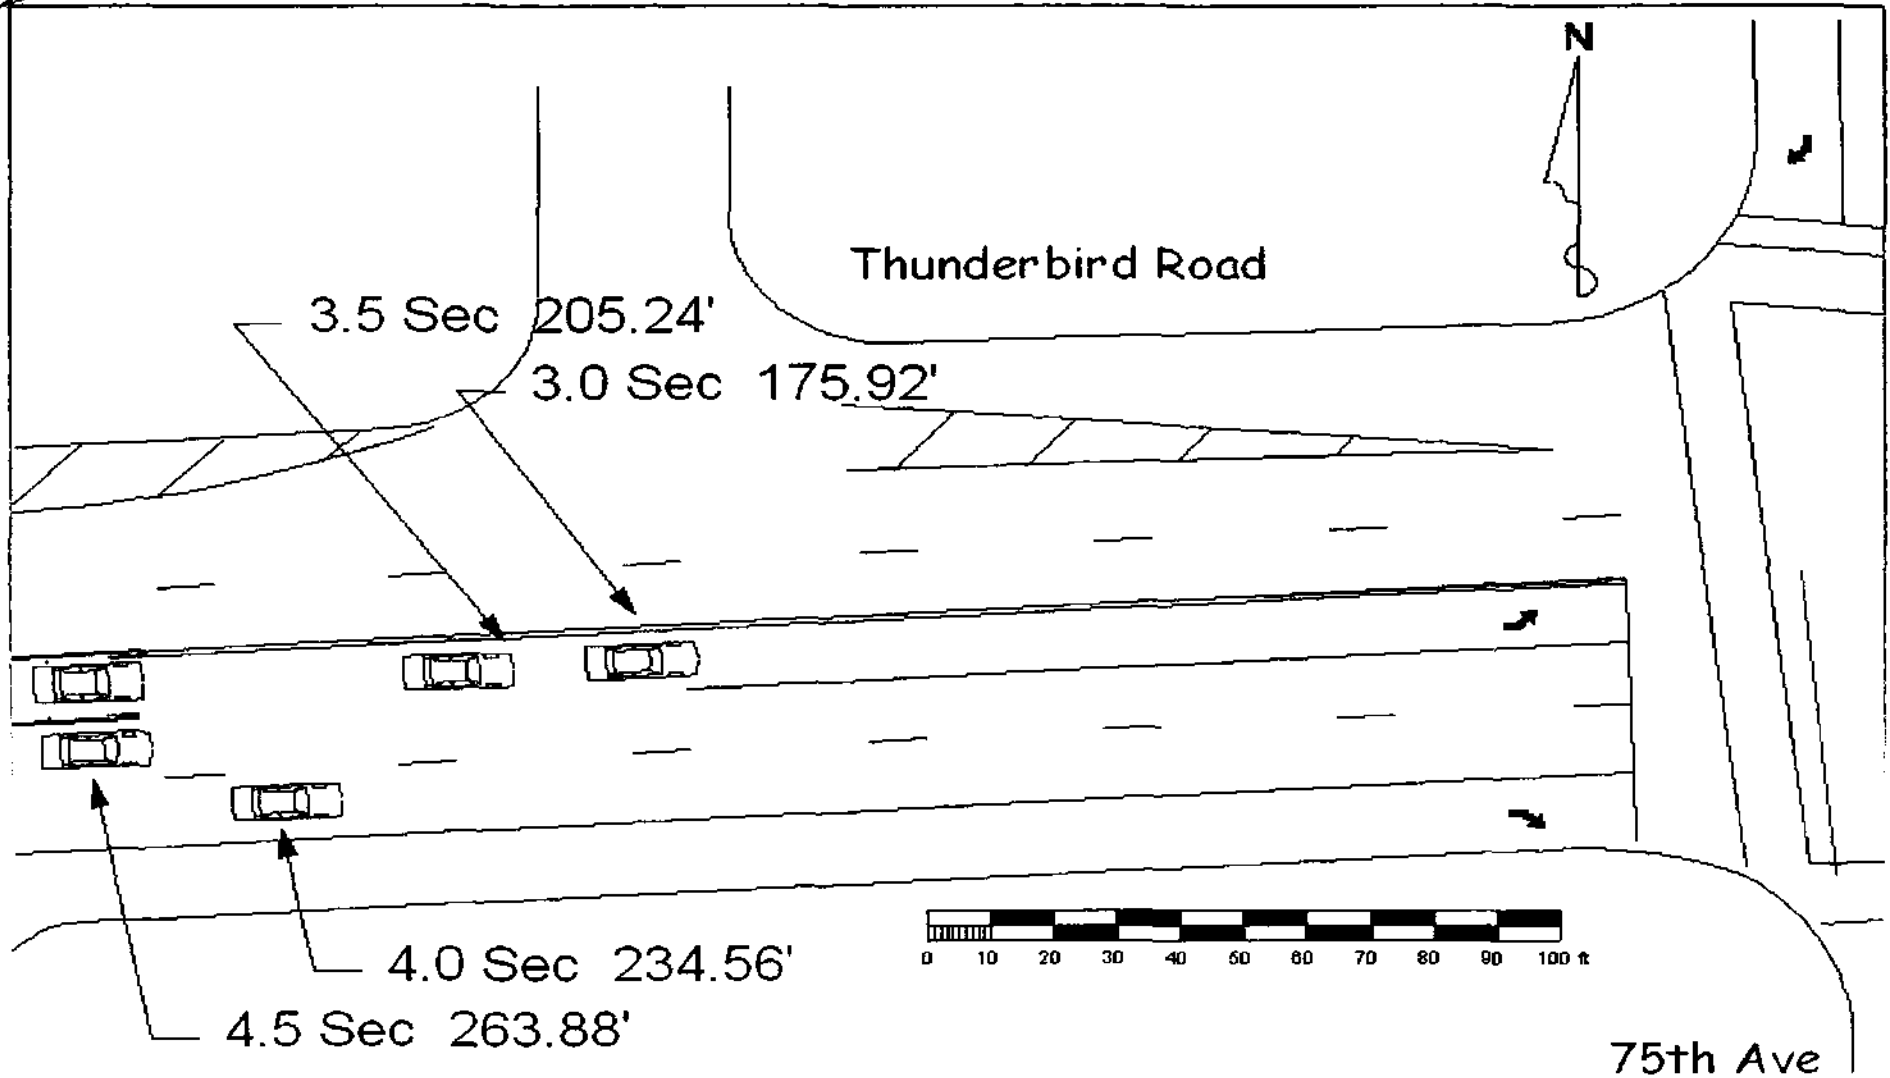 N
Thunderbird Road
3.5 Sec 205.24'
3.0 Sec 175.92'
4.0 Sec 234.56'
4.5 Sec 263.88'
0 10 20 30 40 50 60 70 80 90 100 ft
75th Ave